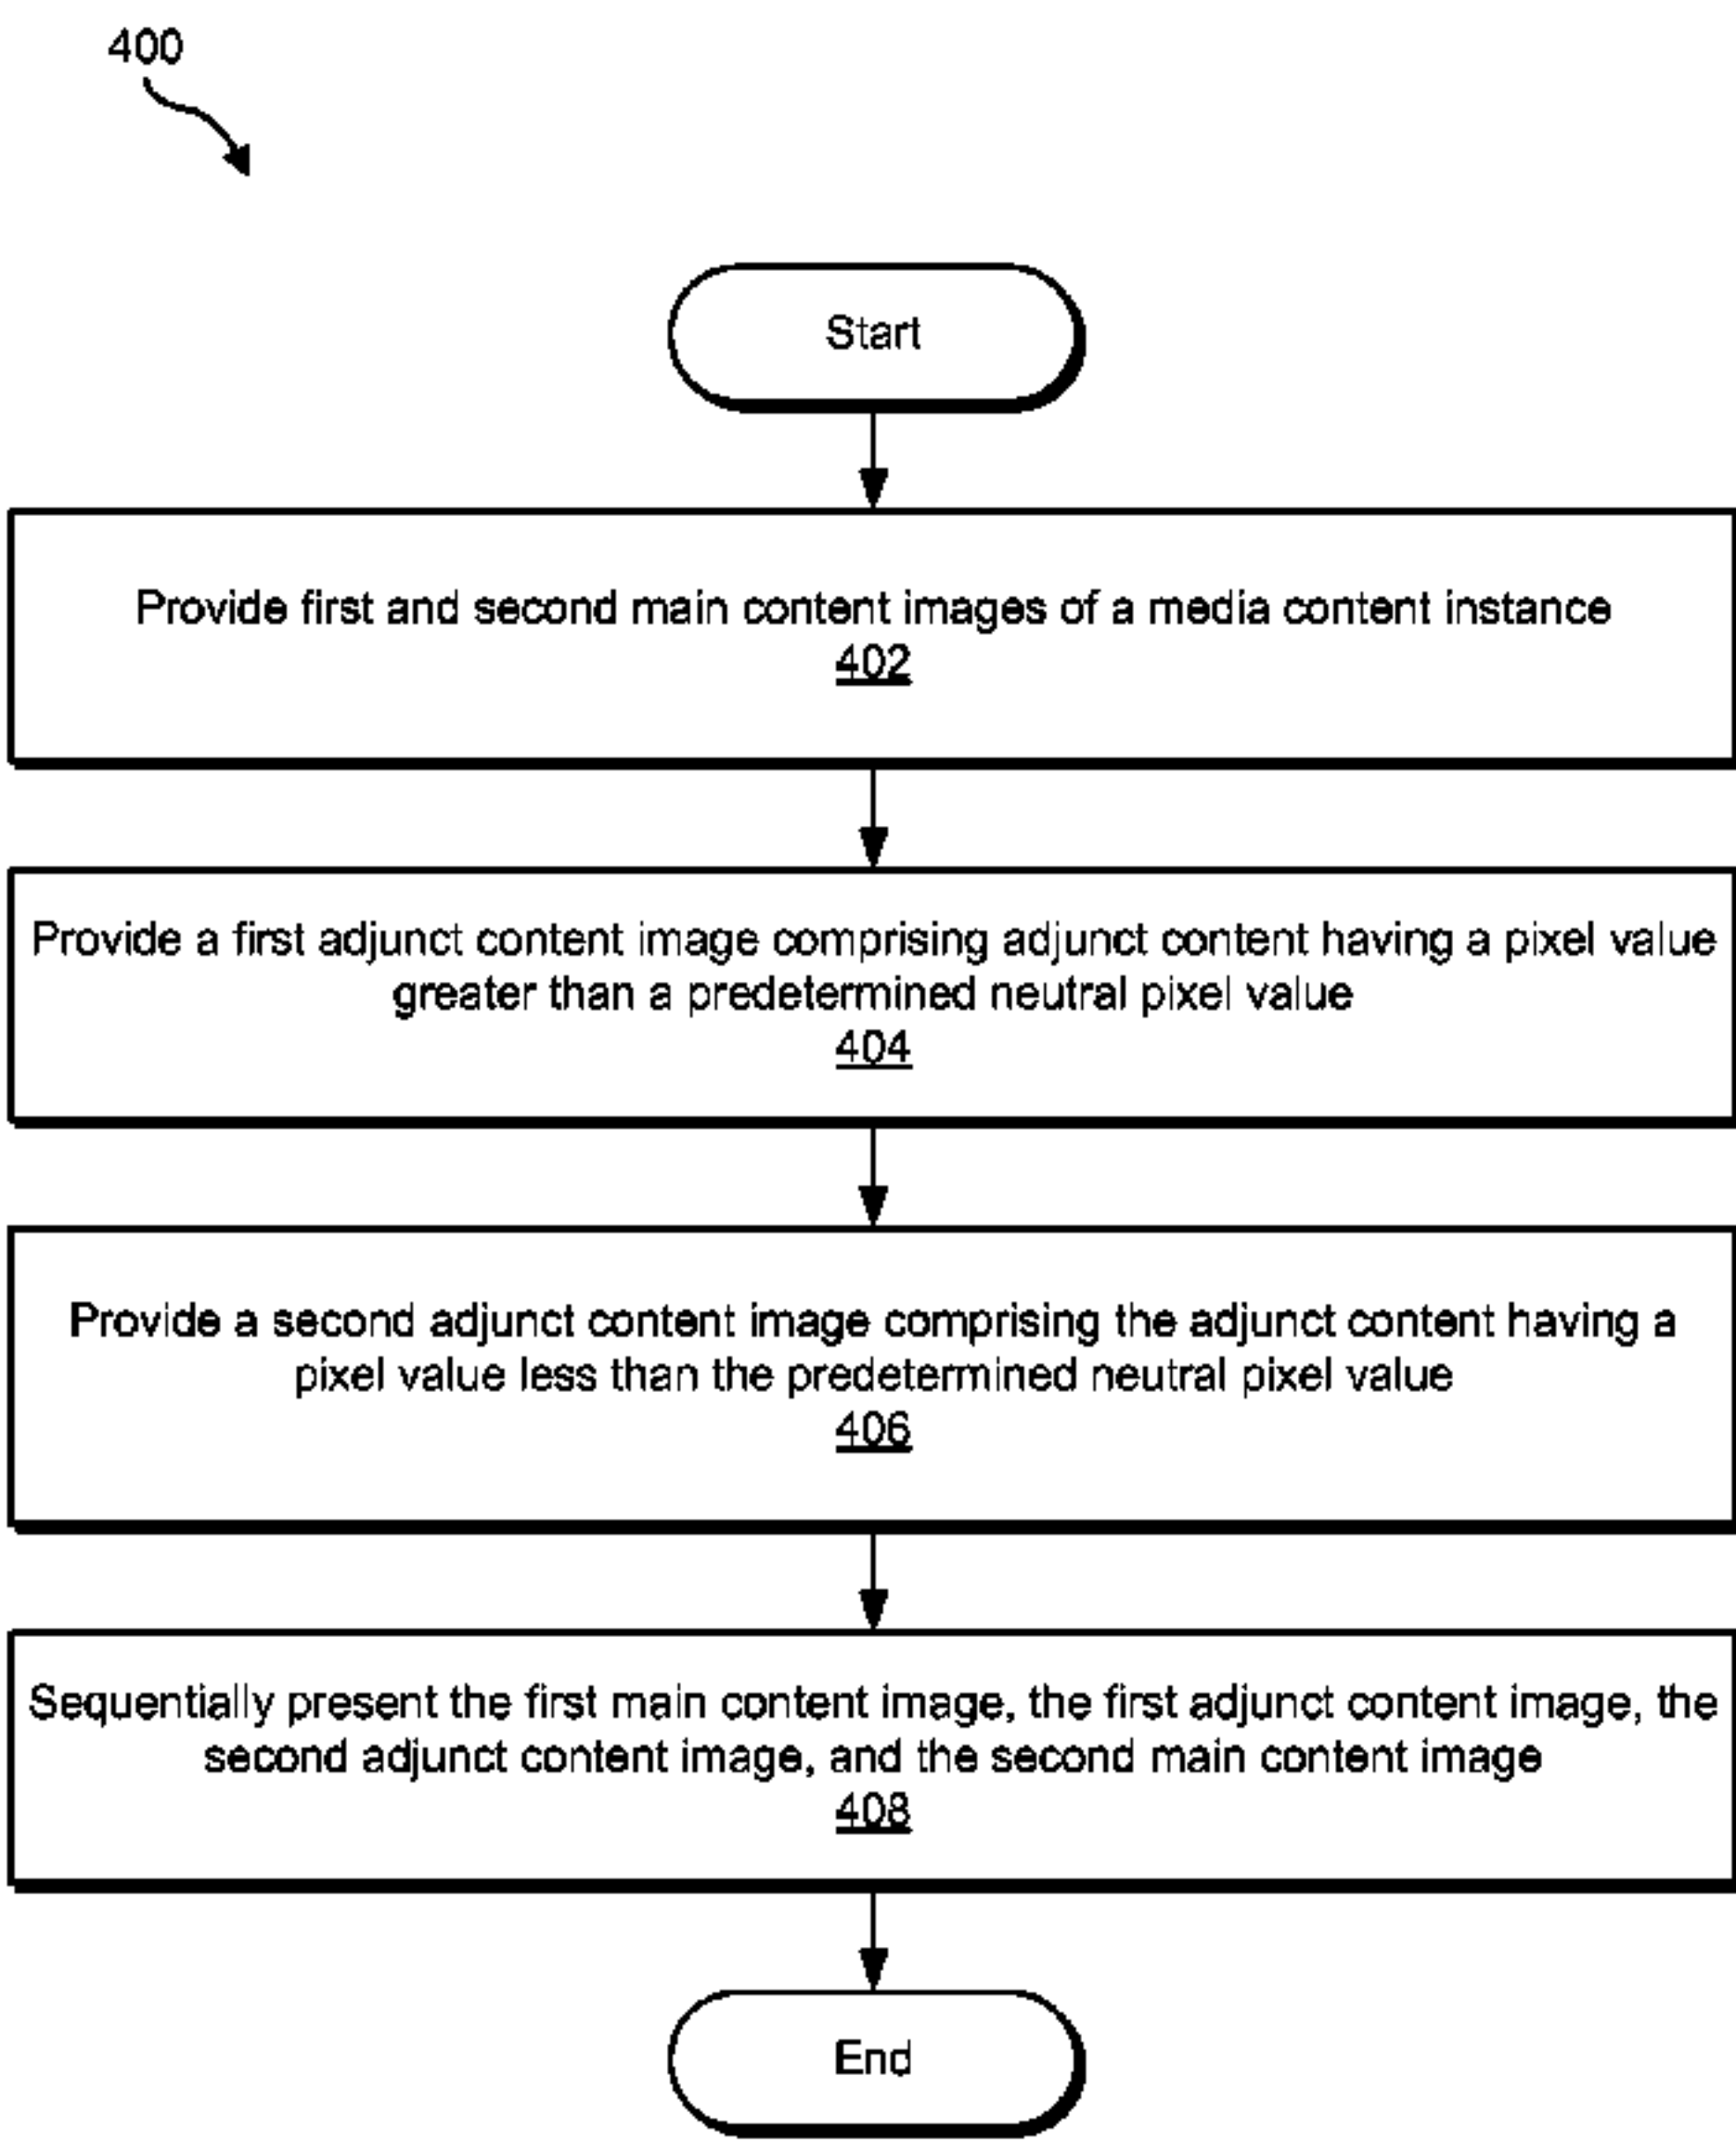 400
Start
Provide first and second main content images of a media content instance
402
Provide a first adjunct content image comprising adjunct content having a pixel value
greater than a predetermined neutral pixel value
404
Provide a second adjunct content image comprising the adjunct content having a
pixel value less than the predetermined neutral pixel value
406
Sequentially present the first main content image, the first adjunct content image, the
second adjunct content image, and the second main content image
408
End